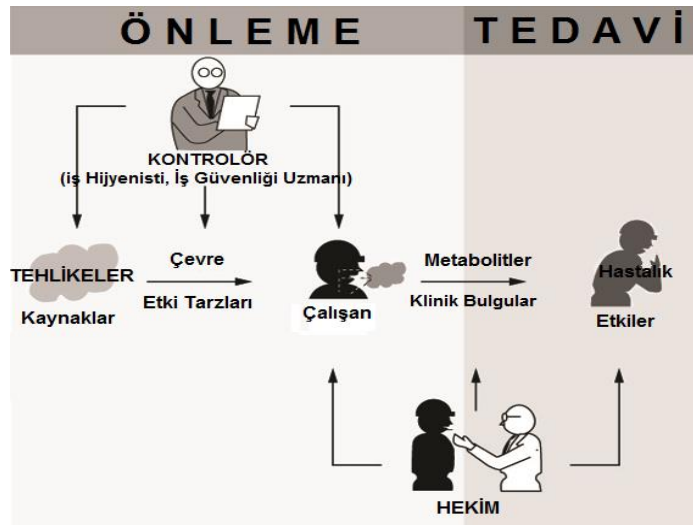 ÖNLEME TEDAVİ
KONTROLÖR
(iş Hijyenisti, İş Güvenliği Uzmanı)
TEHLİKELER
Kaynaklar
Çevre
Etki Tarzları
Çalışan
Metabolitler
Klinik Bulgular
Hastalık
Etkiler
HEKİM